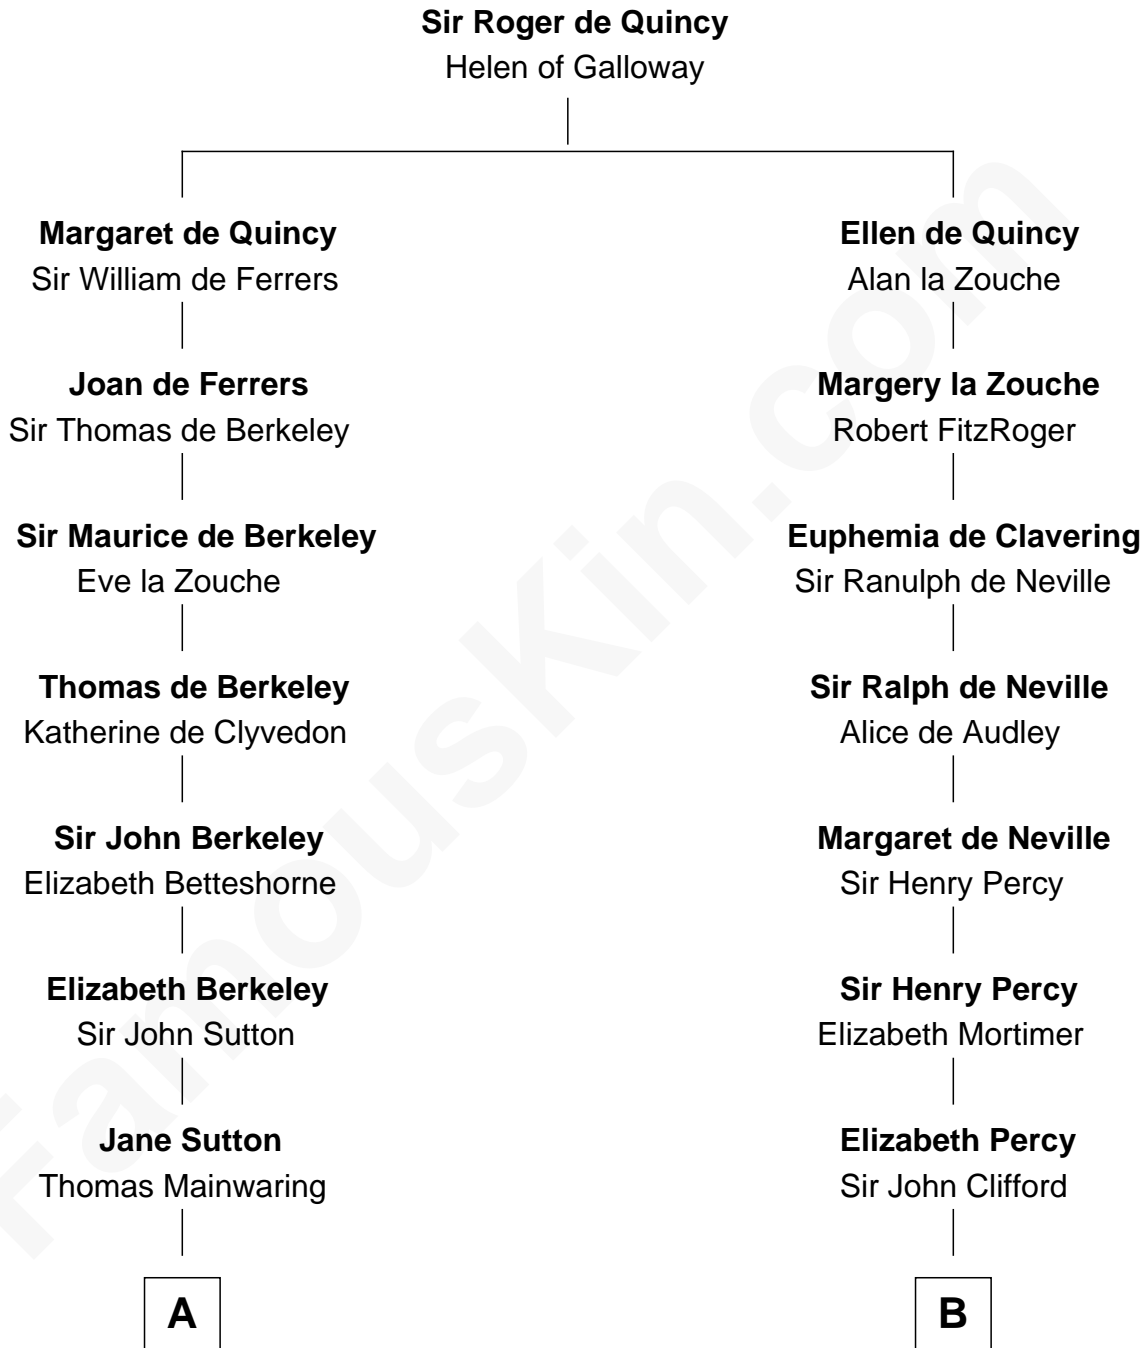 Sir Roger de Quincy
Helen of Galloway
Margaret de Quincy
Sir William de Ferrers
Ellen de Quincy
Alan la Zouche
Joan de Ferrers
Sir Thomas de Berkeley
Margery la Zouche
Robert FitzRoger
Sir Maurice de Berkeley
Eve la Zouche
Euphemia de Clavering
Sir Ranulph de Neville
Thomas de Berkeley
Katherine de Clyvedon
Sir Ralph de Neville
Alice de Audley
Sir John Berkeley
Elizabeth Betteshorne
Margaret de Neville
Sir Henry Percy
Elizabeth Berkeley
Sir John Sutton
Sir Henry Percy
Elizabeth Mortimer
Jane Sutton
Thomas Mainwaring
Elizabeth Percy
Sir John Clifford
A
B
FamousKin.com